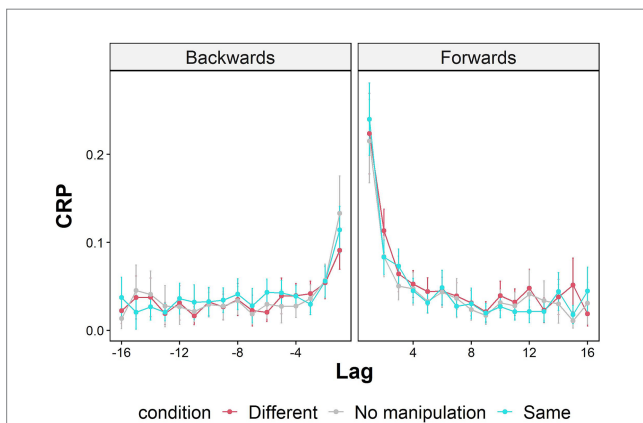 Backwards Forwards
CRP
0.2
0.1
0.0
-16 -12 -8 -4 4 8 12 16
Lag
condition Different No manipulation Same